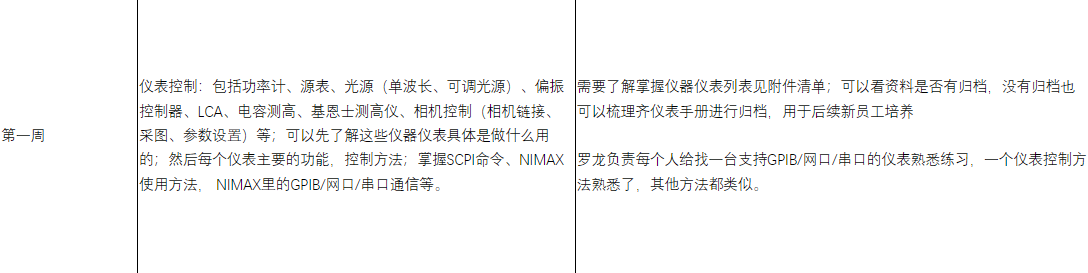 第一周
仪表控制：包括功率计、源表、光源（单波长、可调光源）、偏振
控制器、LCA、电容测高、基恩士测高仪、相机控制（相机链接、
采图、参数设置）等；可以先了解这些仪器仪表具体是做什么用
的；然后每个仪表主要的功能，控制方法；掌握SCPI命令、NIMAX
使用方法， NIMAX里的GPIB/网口/串口通信等。
需要了解掌握仪器仪表列表见附件清单；可以看资料是否有归档，没有归档也
可以梳理齐仪表手册进行归档，用于后续新员工培养
罗龙负责每个人给找一台支持GPIB/网口/串口的仪表熟悉练习，一个仪表控制方
法熟悉了，其他方法都类似。